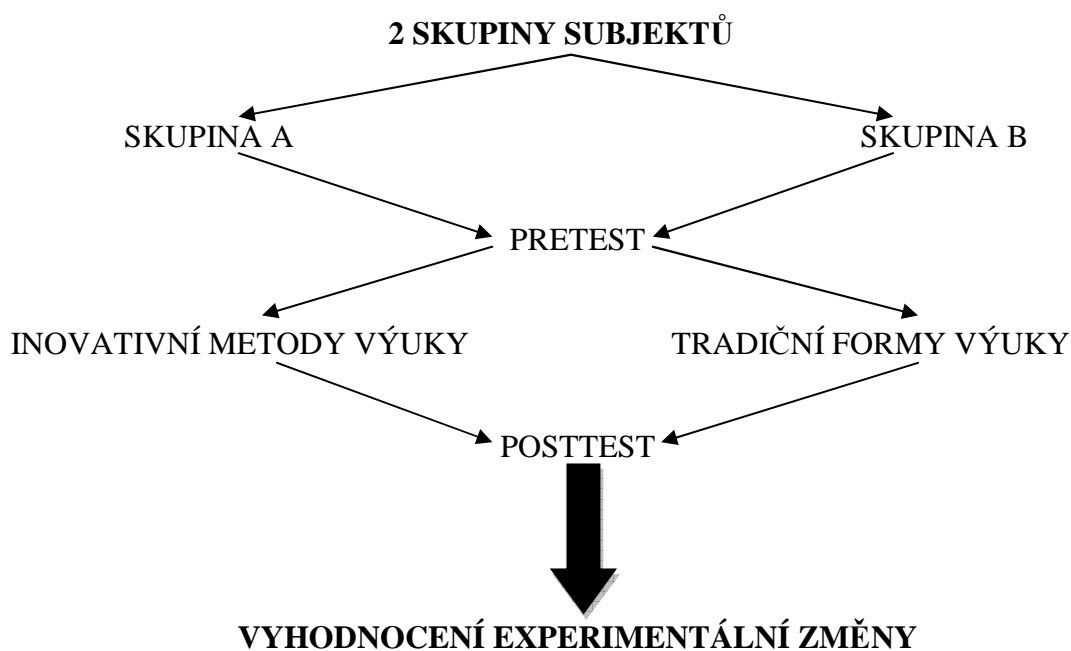 2 SKUPINY SUBJEKTŮ
SKUPINA A
SKUPINA B
PRETEST
INOVATIVNÍ METODY VÝUKY
TRADIČNÍ FORMY VÝUKY
POSTTEST
VYHODNOCENÍ EXPERIMENTÁLNÍ ZMĚNY